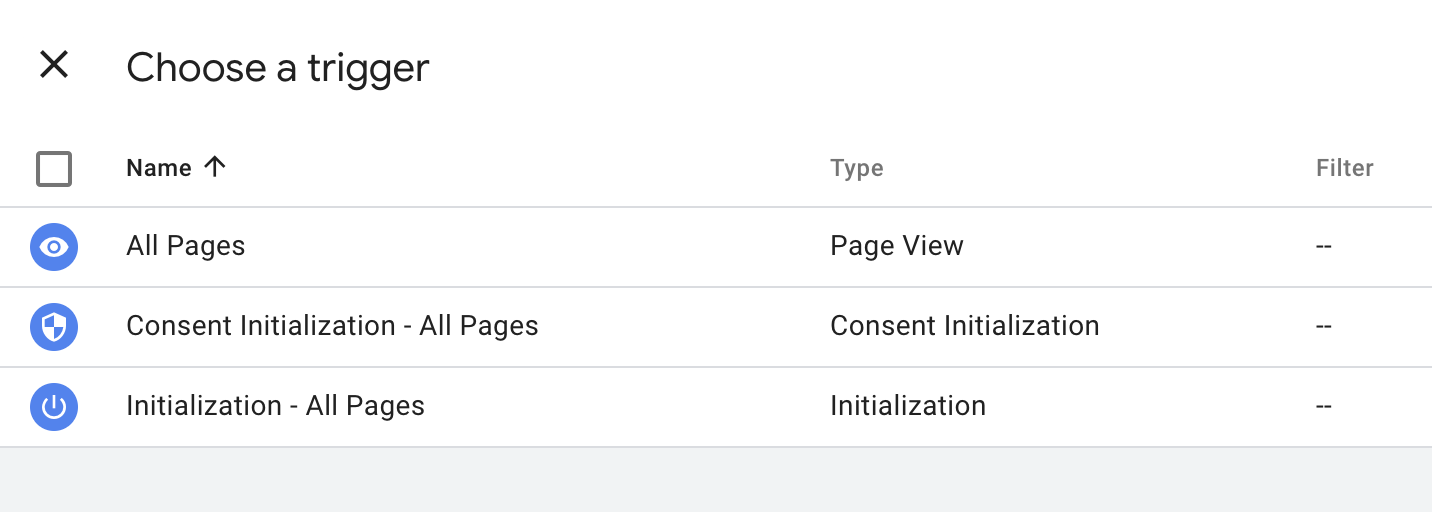 Choose a trigger
Name Type Filter
All Pages Page View --
Consent Initialization - All Pages Consent Initialization --
Initialization - All Pages Initialization --